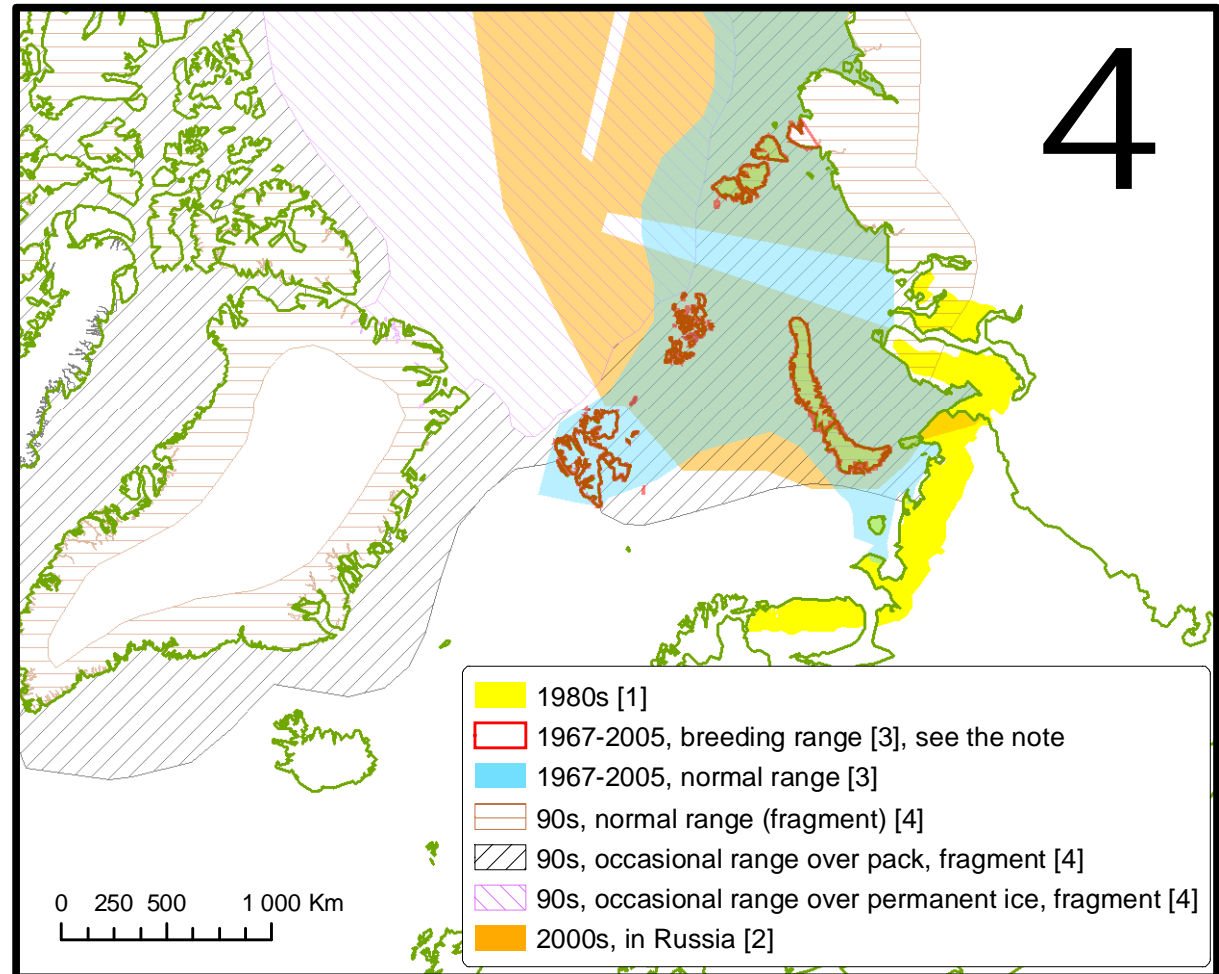 4
1980s [1]
1967-2005, breeding range [3], see the note
1967-2005, normal range [3]
90s, normal range (fragment) [4]
90s, occasional range over pack, fragment [4]
90s, occasional range over permanent ice, fragment [4]
2000s, in Russia [2]
0 250 500 1 000 Km